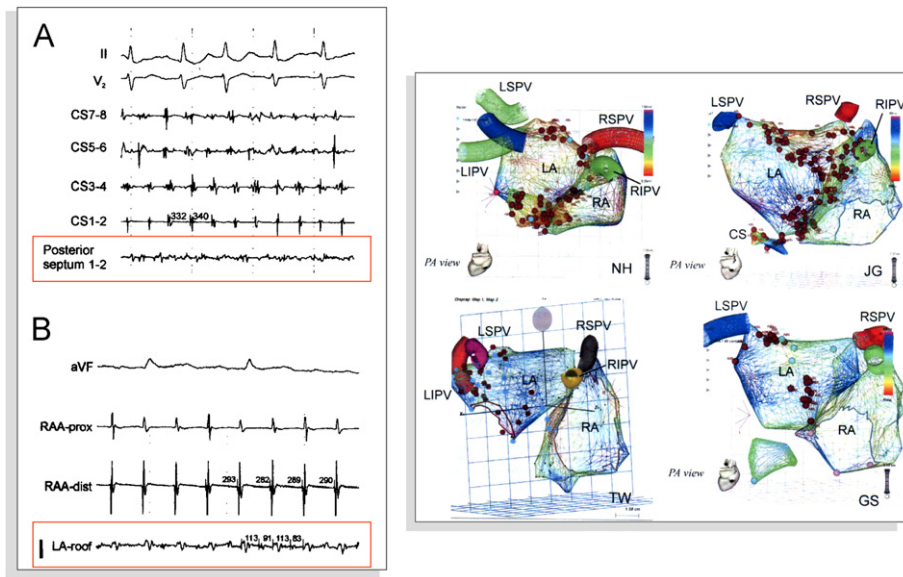 A
II
V2
CS7-8
CS5-6
CS3-4
CS1-2
332 340
Posterior
septum 1-2
B
aVF
RAA-prox
RAA-dist
293 282 289 290
LA-roof
113 91 113 83
LSPV
RSPV
LIPV
LA
RIPV
RA
PA view
NH
LSPV
RSPV
RIPV
LA
RA
CS
PA view
JG
LSPV
RSPV
RIPV
LIPV
LA
RA
TW
LSPV
RSPV
LA
RA
PA view
GS